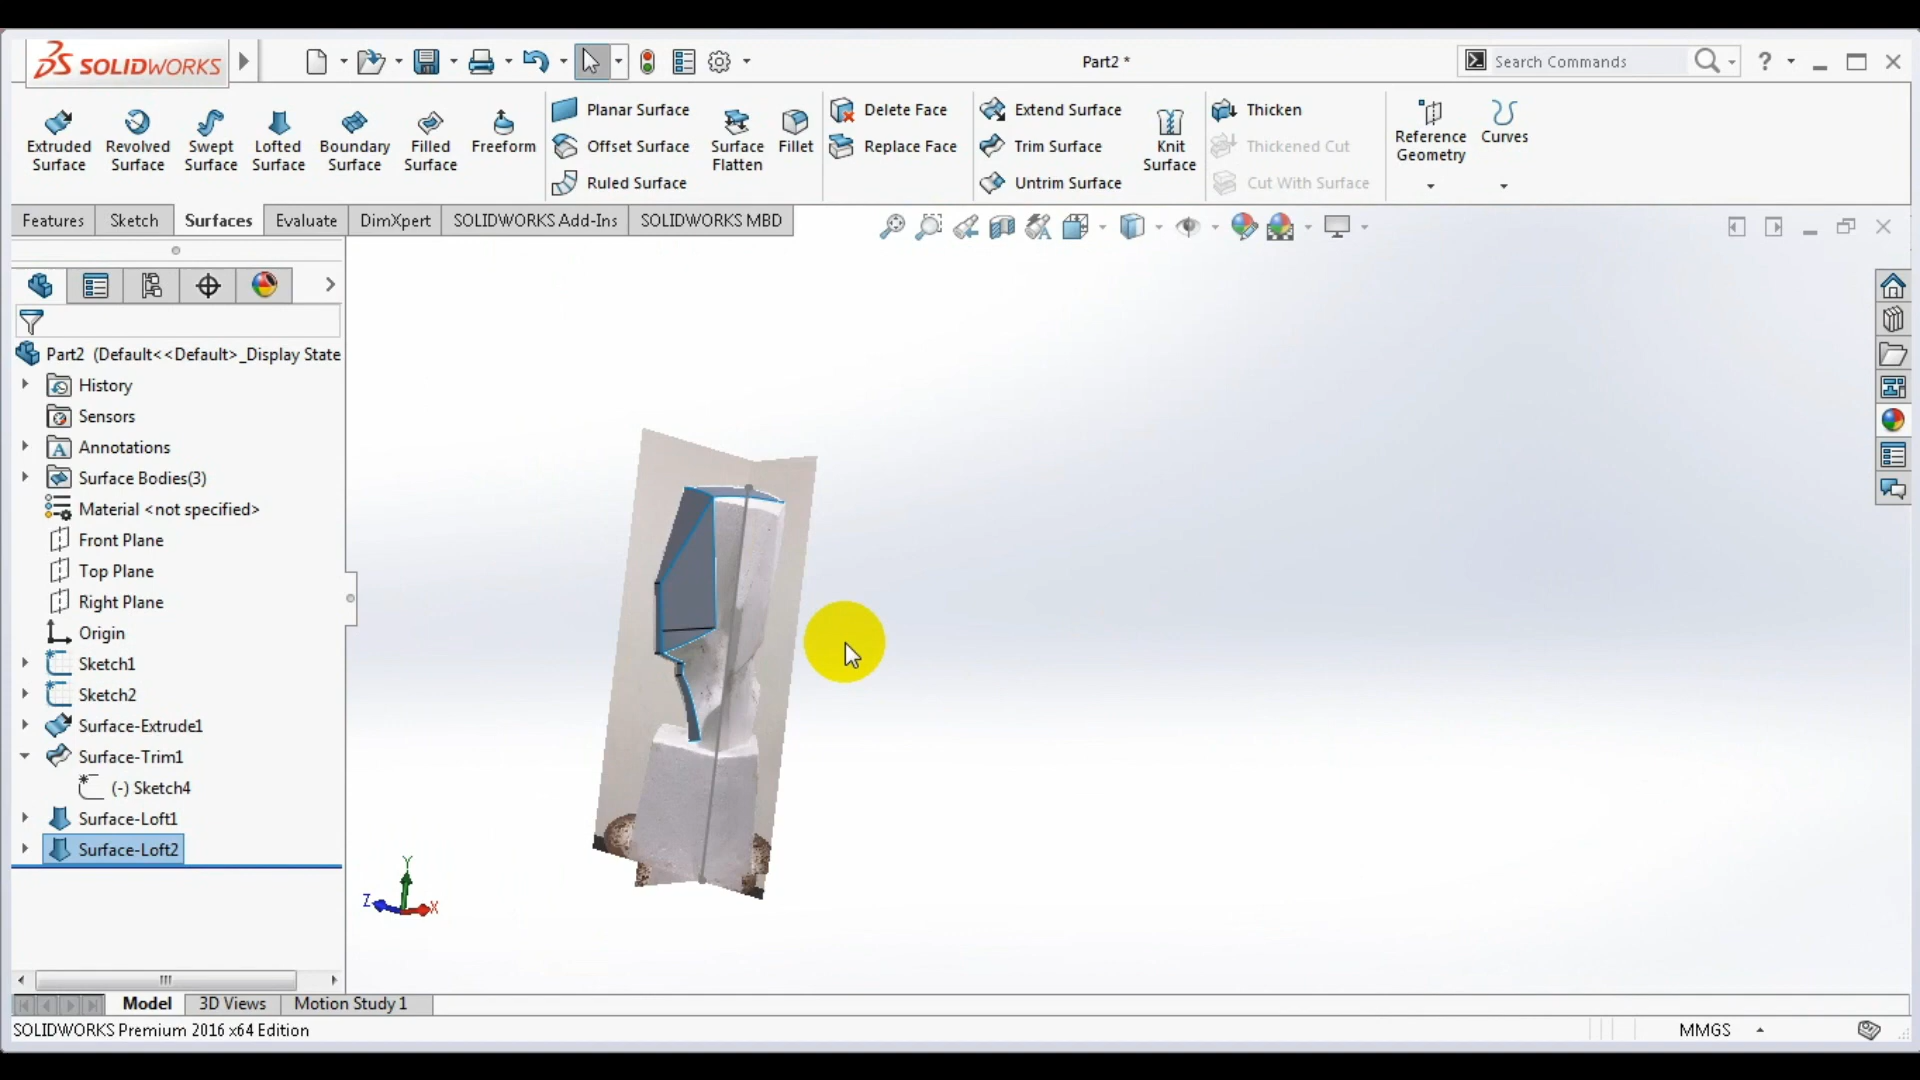 SOLIDWORKS
Part2 *
Search Commands
?
Extruded Surface
Revolved Surface
Swept Surface
Lofted Surface
Boundary Surface
Filled Surface
Freeform
Planar Surface
Offset Surface
Ruled Surface
Surface Flatten
Fillet
Delete Face
Replace Face
Extend Surface
Trim Surface
Untrim Surface
Knit Surface
Thicken
Thickened Cut
Cut With Surface
Reference Geometry
Curves
Features
Sketch
Surfaces
Evaluate
DimXpert
SOLIDWORKS Add-Ins
SOLIDWORKS MBD
Part2 (Default<<Default>_Display State
History
Sensors
Annotations
Surface Bodies(3)
Material <not specified>
Front Plane
Top Plane
Right Plane
Origin
Sketch1
Sketch2
Surface-Extrude1
Surface-Trim1
(-) Sketch4
Surface-Loft1
Surface-Loft2
Y
Z
X
Model
3D Views
Motion Study 1
SOLIDWORKS Premium 2016 x64 Edition
MMGS